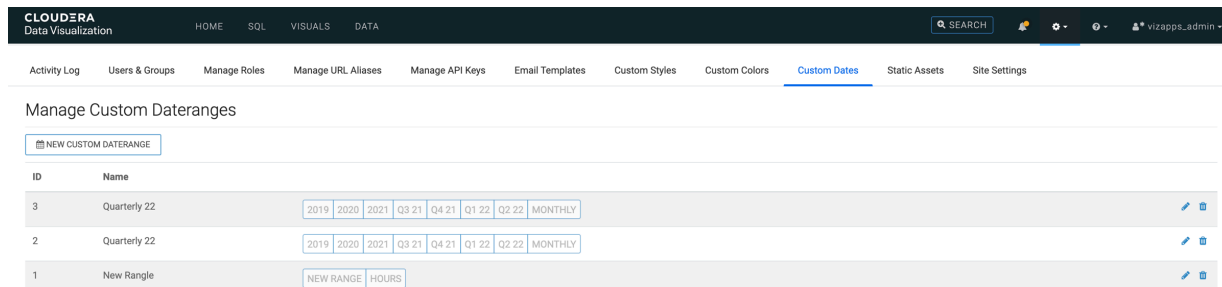 CLOUDERA
Data Visualization
HOME SQL VISUALS DATA
SEARCH
vizapps_admin
Activity Log Users & Groups Manage Roles Manage URL Aliases Manage API Keys Email Templates Custom Styles Custom Colors Custom Dates Static Assets Site Settings
Manage Custom Dateranges
NEW CUSTOM DATERANGE
ID Name
3 Quarterly 22 2019 2020 2021 Q3 21 Q4 21 Q1 22 Q2 22 MONTHLY
2 Quarterly 22 2019 2020 2021 Q3 21 Q4 21 Q1 22 Q2 22 MONTHLY
1 New Rangle NEW RANGE HOURS